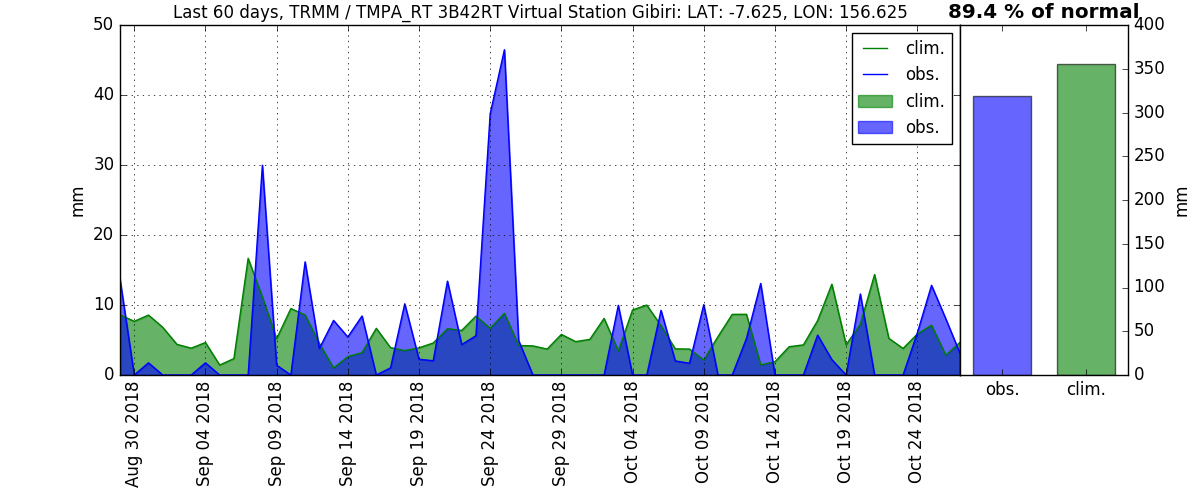 Last 60 days, TRMM / TMPA_RT 3B42RT Virtual Station Gibiri: LAT: -7.625, LON: 156.625
89.4 % of normal
50
40
30
20
10
0
mm
clim.
obs.
clim.
obs.
400
350
300
250
200
150
100
50
0
mm
obs.
clim.
Aug 30 2018
Sep 04 2018
Sep 09 2018
Sep 14 2018
Sep 19 2018
Sep 24 2018
Sep 29 2018
Oct 04 2018
Oct 09 2018
Oct 14 2018
Oct 19 2018
Oct 24 2018